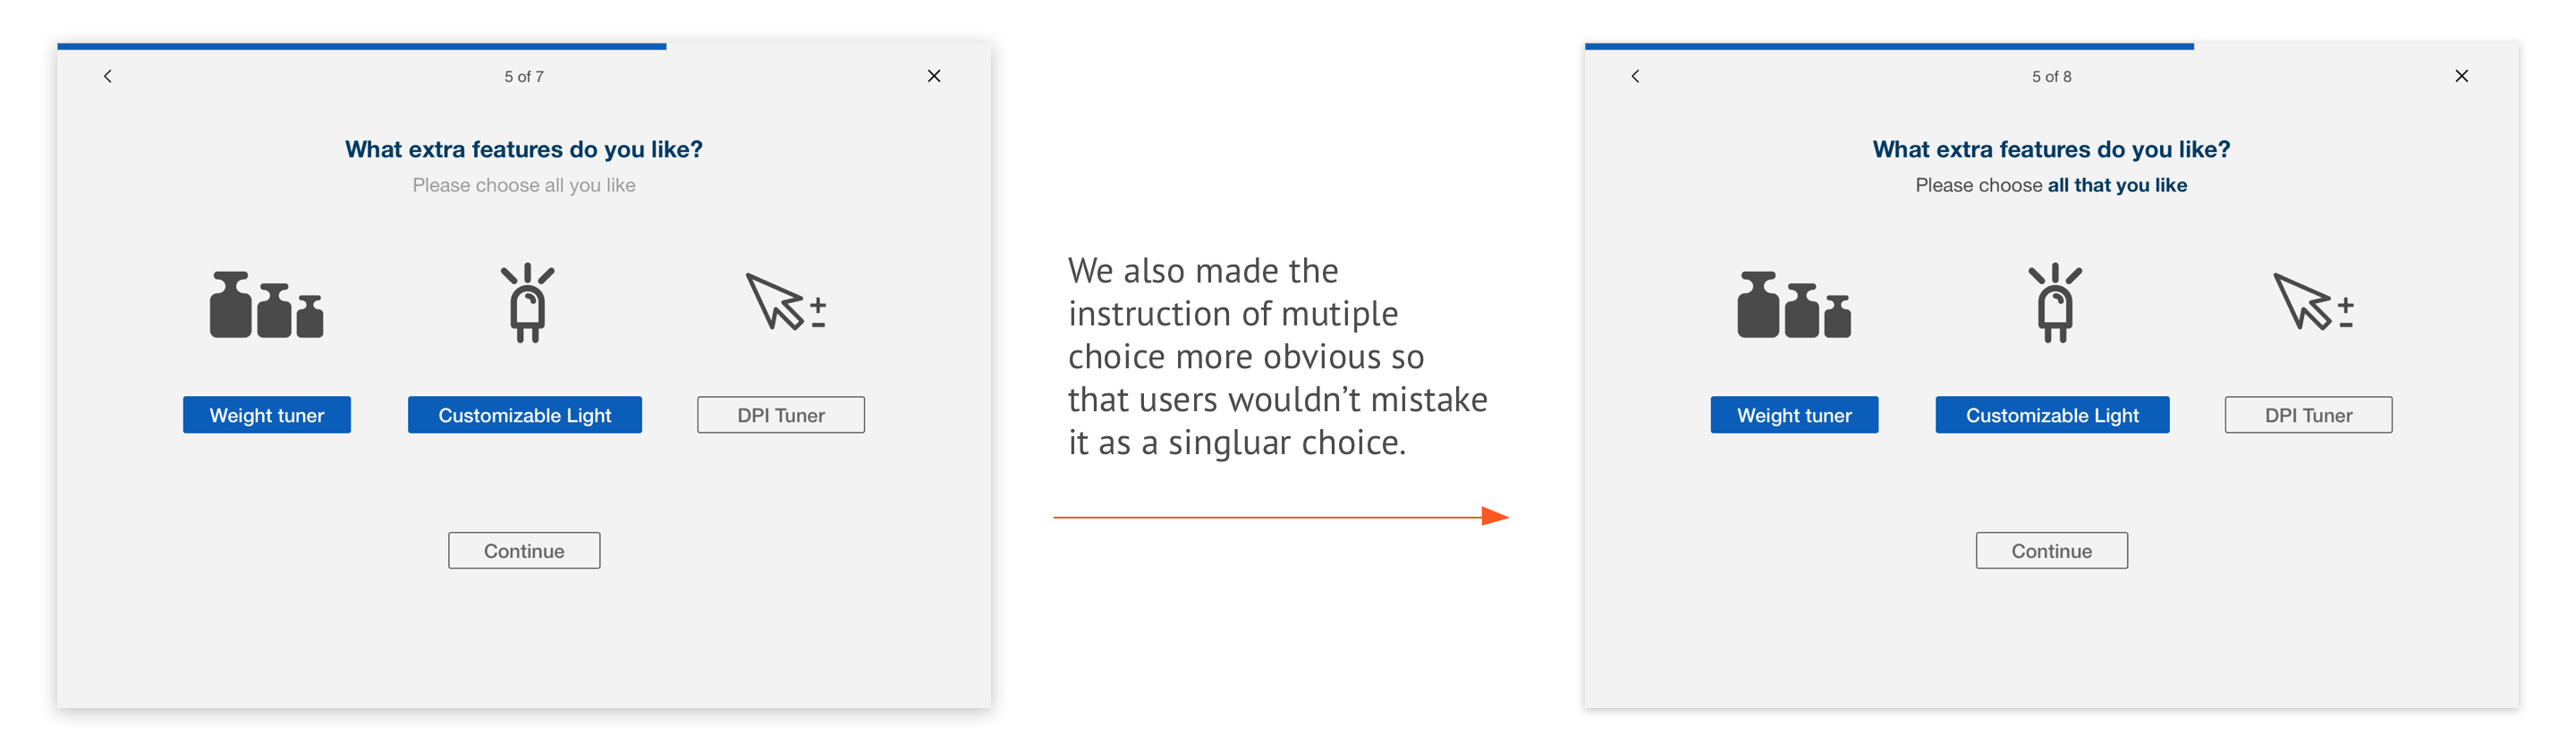 5 of 7
What extra features do you like?
Please choose all you like
+
-
Weight tuner Customizable Light DPI Tuner
Continue
We also made the
instruction of mutiple
choice more obvious so
that users wouldn’t mistake
it as a singluar choice.
5 of 8
What extra features do you like?
Please choose all that you like
+
-
Weight tuner Customizable Light DPI Tuner
Continue